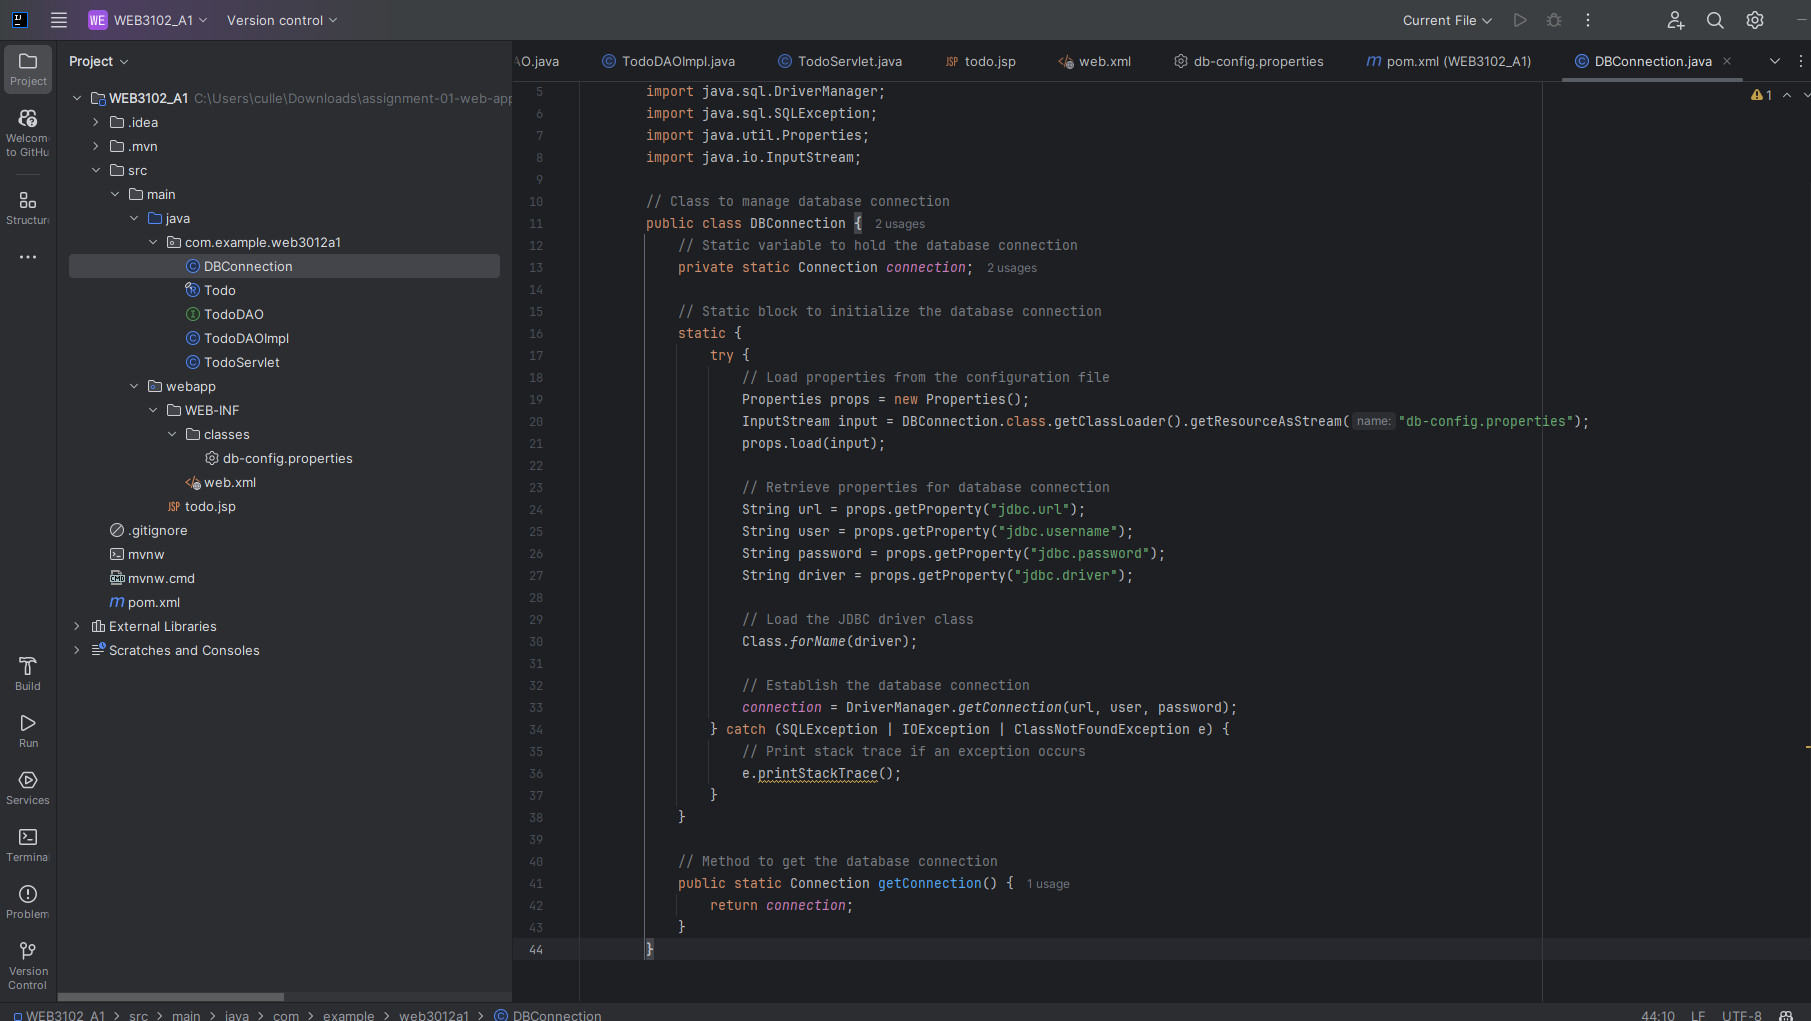 WE WEB3102_A1 Version control Current File
Project
Welcom
to GitHu
Structur
Build
Run
Services
Termina
Problem
Version
Control
Project
WEB3102_A1 C:\Users\culle\Downloads\assignment-01-web-app
.idea
.mvn
src
main
java
com.example.web3012a1
DBConnection
Todo
TodoDAO
TodoDAOImpl
TodoServlet
webapp
WEB-INF
classes
db-config.properties
web.xml
JSP todo.jsp
.gitignore
mvnw
mvnw.cmd
m pom.xml
External Libraries
Scratches and Consoles
AO.java TodoDAOImpl.java TodoServlet.java JSP todo.jsp web.xml db-config.properties m pom.xml (WEB3102_A1) DBConnection.java
1
5 import java.sql.DriverManager;
6 import java.sql.SQLException;
7 import java.util.Properties;
8 import java.io.InputStream;
9
10 // Class to manage database connection
11 public class DBConnection { 2 usages
12 // Static variable to hold the database connection
13 private static Connection connection; 2 usages
14
15 // Static block to initialize the database connection
16 static {
17 try {
18 // Load properties from the configuration file
19 Properties props = new Properties();
20 InputStream input = DBConnection.class.getClassLoader().getResourceAsStream( name: "db-config.properties");
21 props.load(input);
22
23 // Retrieve properties for database connection
24 String url = props.getProperty("jdbc.url");
25 String user = props.getProperty("jdbc.username");
26 String password = props.getProperty("jdbc.password");
27 String driver = props.getProperty("jdbc.driver");
28
29 // Load the JDBC driver class
30 Class.forName(driver);
31
32 // Establish the database connection
33 connection = DriverManager.getConnection(url, user, password);
34 } catch (SQLException | IOException | ClassNotFoundException e) {
35 // Print stack trace if an exception occurs
36 e.printStackTrace();
37 }
38 }
39
40 // Method to get the database connection
41 public static Connection getConnection() { 1 usage
42 return connection;
43 }
44 }
WEB3102_A1 > src > main > java > com > example > web3012a1 > DBConnection 44:10 LF UTF-8